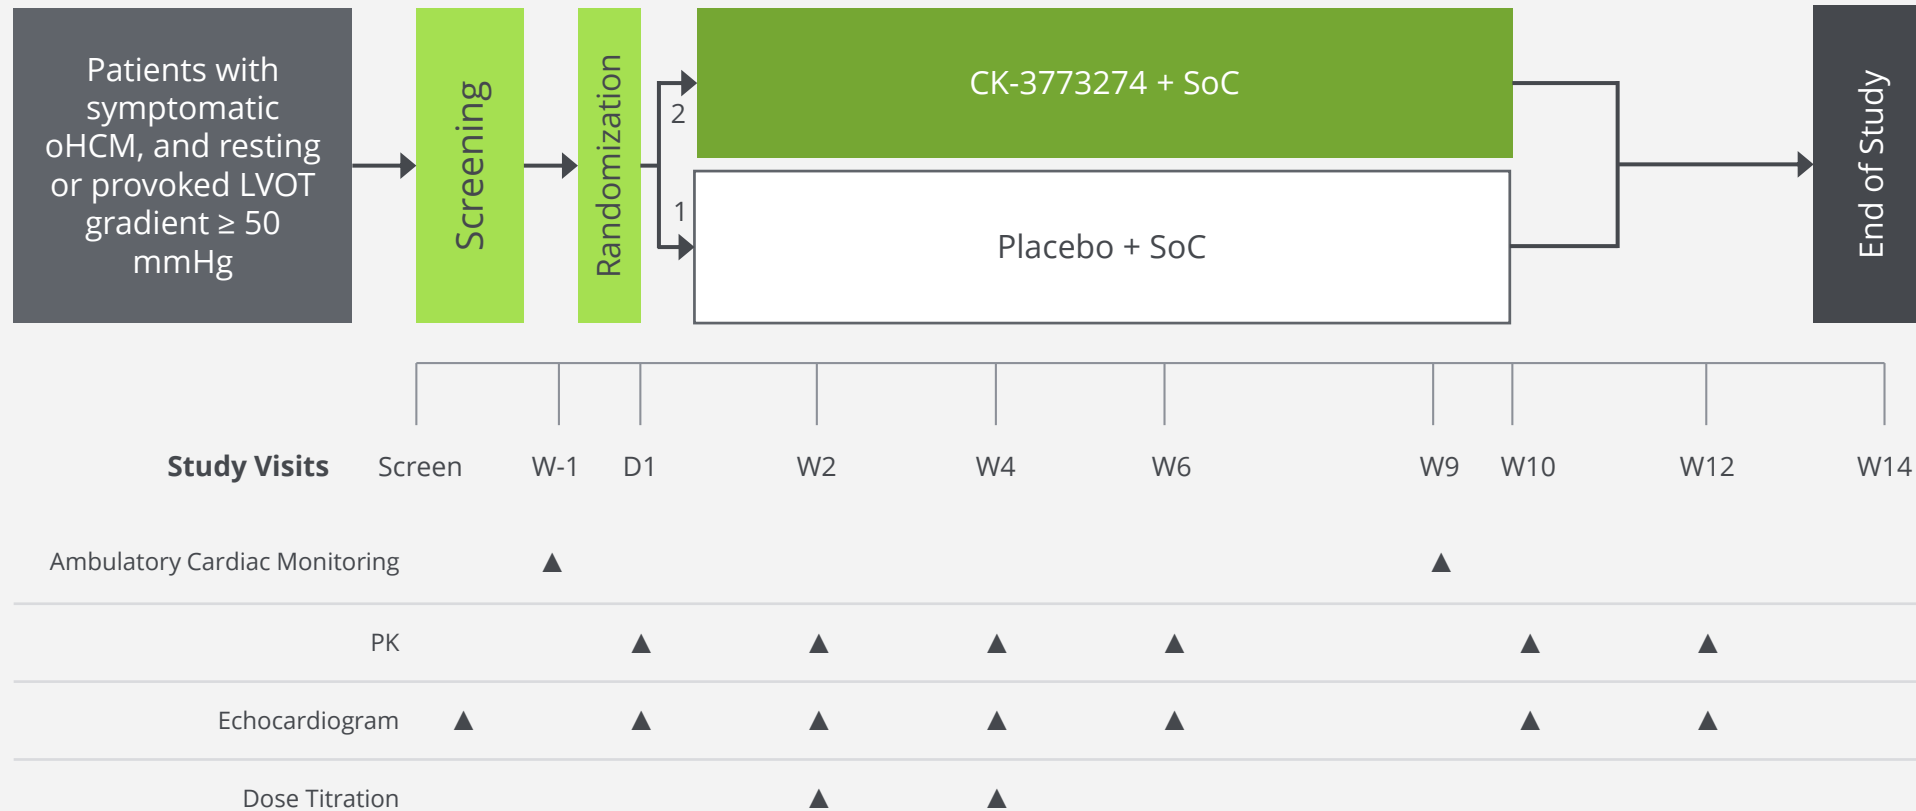 Patients with
symptomatic
oHCM, and resting
or provoked LVOT
gradient ≥ 50
mmHg
Screening
Randomization
2
1
CK-3773274 + SoC
Placebo + SoC
End of Study
Study Visits Screen W-1 D1 W2 W4 W6 W9 W10 W12 W14
Ambulatory Cardiac Monitoring ▲ ▲
PK ▲ ▲ ▲ ▲ ▲ ▲
Echocardiogram ▲ ▲ ▲ ▲ ▲ ▲ ▲
Dose Titration ▲ ▲